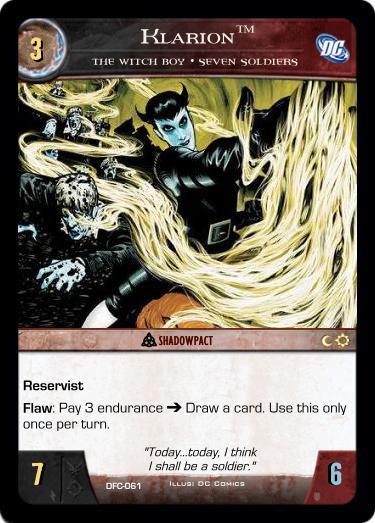 3
KLARION™
DC
THE WITCH BOY • SEVEN SOLDIERS
SHADOWPACT
Reservist
Flaw: Pay 3 endurance ➔ Draw a card. Use this only
once per turn.
"Today...today, I think
I shall be a soldier."
7
DFC-061
ILLUS: DC COMICS
6